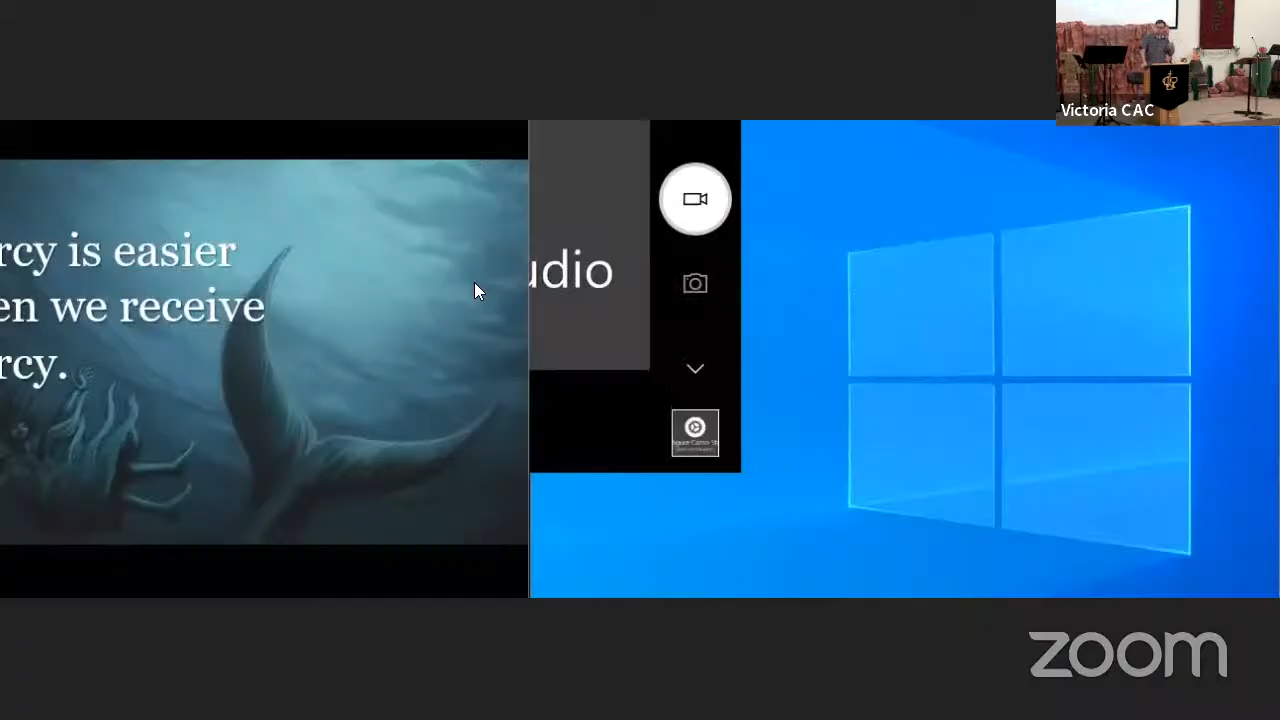 Victoria CAC
rcy is easier
en we receive
rcy.
udio
zoom